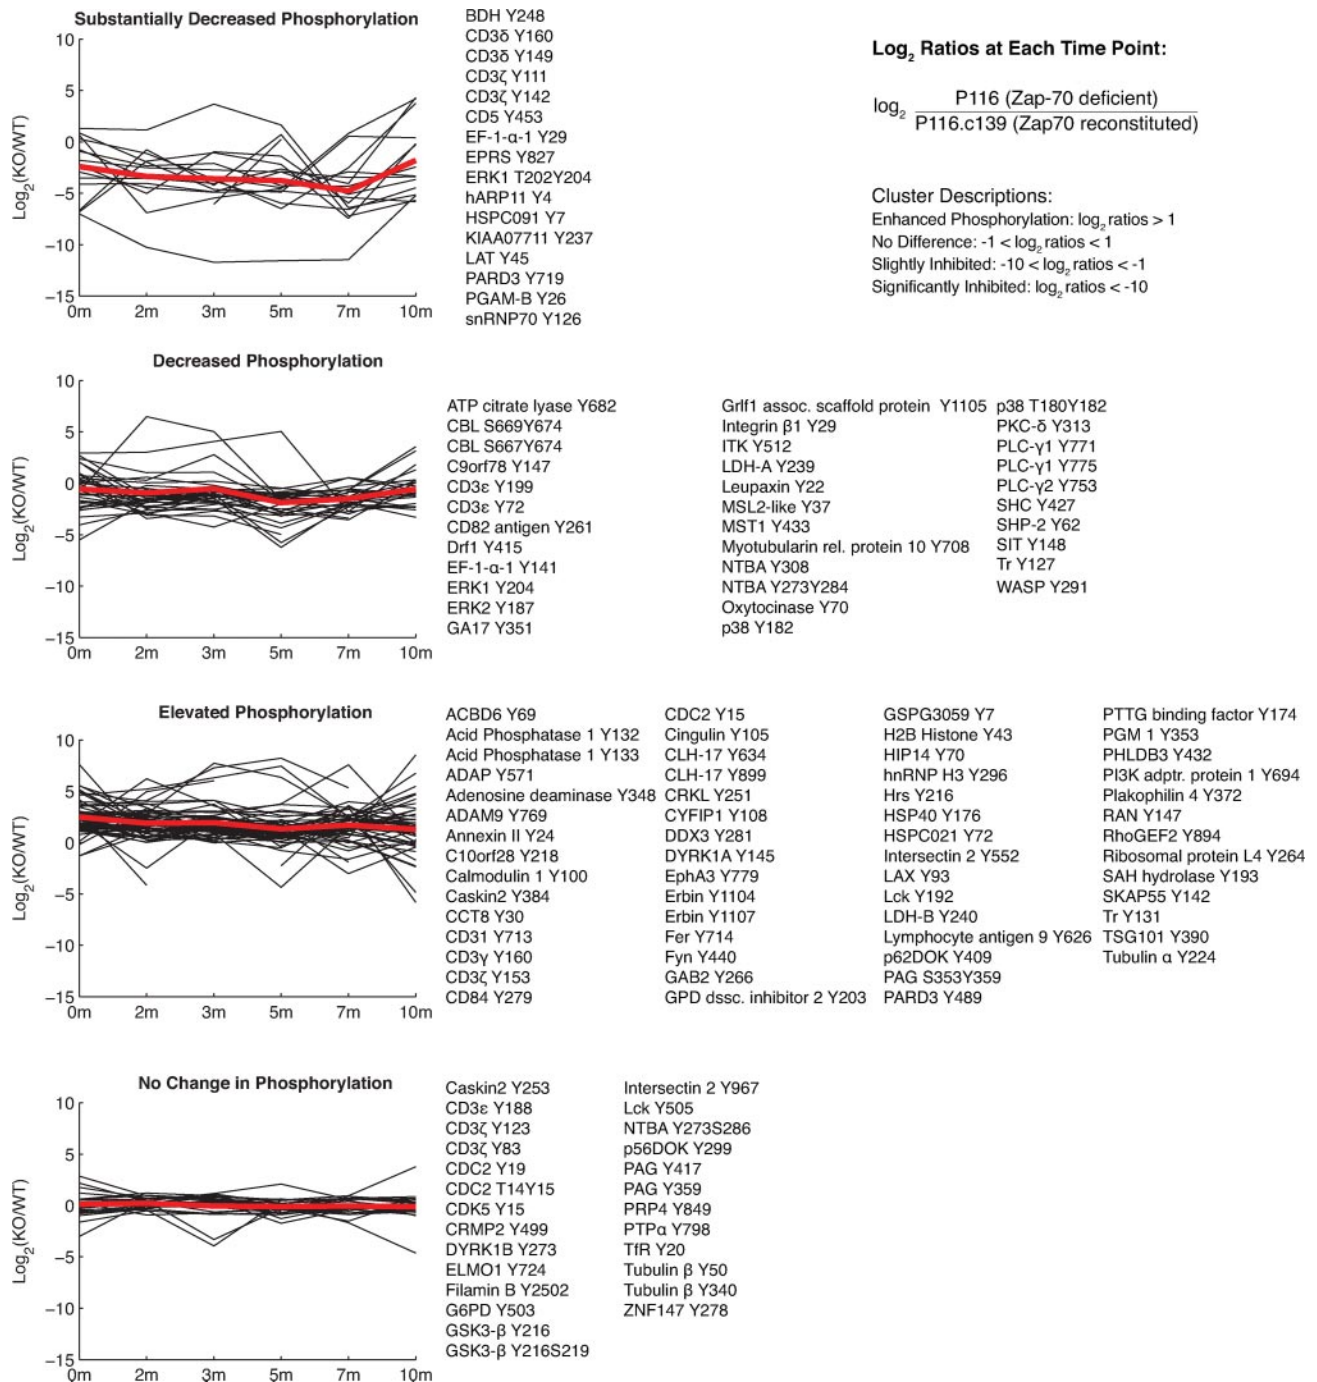 Substantially Decreased Phosphorylation
10
5
0
−5
−10
−15
Log2(KO/WT)
0m 2m 3m 5m 7m 10m
BDH Y248
CD3δ Y160
CD3δ Y149
CD3ζ Y111
CD3ζ Y142
CD5 Y453
EF-1-α-1 Y29
EPRS Y827
ERK1 T202Y204
hARP11 Y4
HSPC091 Y7
KIAA07711 Y237
LAT Y45
PARD3 Y719
PGAM-B Y26
snRNP70 Y126
Log2 Ratios at Each Time Point:
log2 P116 (Zap-70 deficient)
P116.c139 (Zap70 reconstituted)
Cluster Descriptions:
Enhanced Phosphorylation: log2 ratios > 1
No Difference: -1 < log2 ratios < 1
Slightly Inhibited: -10 < log2 ratios < -1
Significantly Inhibited: log2 ratios < -10
Decreased Phosphorylation
10
5
0
−5
−10
−15
Log2(KO/WT)
0m 2m 3m 5m 7m 10m
ATP citrate lyase Y682
CBL S669Y674
CBL S667Y674
C9orf78 Y147
CD3ε Y199
CD3ε Y72
CD82 antigen Y261
Drf1 Y415
EF-1-α-1 Y141
ERK1 Y204
ERK2 Y187
GA17 Y351
Grlf1 assoc. scaffold protein Y1105
Integrin β1 Y29
ITK Y512
LDH-A Y239
Leupaxin Y22
MSL2-like Y37
MST1 Y433
Myotubularin rel. protein 10 Y708
NTBA Y308
NTBA Y273Y284
Oxytocinase Y70
p38 Y182
p38 T180Y182
PKC-δ Y313
PLC-γ1 Y771
PLC-γ1 Y775
PLC-γ2 Y753
SHC Y427
SHP-2 Y62
SIT Y148
Tr Y127
WASP Y291
Elevated Phosphorylation
10
5
0
−5
−10
−15
Log2(KO/WT)
0m 2m 3m 5m 7m 10m
ACBD6 Y69
Acid Phosphatase 1 Y132
Acid Phosphatase 1 Y133
ADAP Y571
Adenosine deaminase Y348
ADAM9 Y769
Annexin II Y24
C10orf28 Y218
Calmodulin 1 Y100
Caskin2 Y384
CCT8 Y30
CD31 Y713
CD3γ Y160
CD3ζ Y153
CD84 Y279
CDC2 Y15
Cingulin Y105
CLH-17 Y634
CLH-17 Y899
CRKL Y251
CYFIP1 Y108
DDX3 Y281
DYRK1A Y145
EphA3 Y779
Erbin Y1104
Erbin Y1107
Fer Y714
Fyn Y440
GAB2 Y266
GPD dssc. inhibitor 2 Y203
GSPG3059 Y7
H2B Histone Y43
HIP14 Y70
hnRNP H3 Y296
Hrs Y216
HSP40 Y176
HSPC021 Y72
Intersectin 2 Y552
LAX Y93
Lck Y192
LDH-B Y240
Lymphocyte antigen 9 Y626
p62DOK Y409
PAG S353Y359
PARD3 Y489
PTTG binding factor Y174
PGM 1 Y353
PHLDB3 Y432
PI3K adptr. protein 1 Y694
Plakophilin 4 Y372
RAN Y147
RhoGEF2 Y894
Ribosomal protein L4 Y264
SAH hydrolase Y193
SKAP55 Y142
Tr Y131
TSG101 Y390
Tubulin α Y224
No Change in Phosphorylation
10
5
0
−5
−10
−15
Log2(KO/WT)
0m 2m 3m 5m 7m 10m
Caskin2 Y253
CD3ε Y188
CD3ζ Y123
CD3ζ Y83
CDC2 Y19
CDC2 T14Y15
CDK5 Y15
CRMP2 Y499
DYRK1B Y273
ELMO1 Y724
Filamin B Y2502
G6PD Y503
GSK3-β Y216
GSK3-β Y216S219
Intersectin 2 Y967
Lck Y505
NTBA Y273S286
p56DOK Y299
PAG Y417
PAG Y359
PRP4 Y849
PTPα Y798
TfR Y20
Tubulin β Y50
Tubulin β Y340
ZNF147 Y278